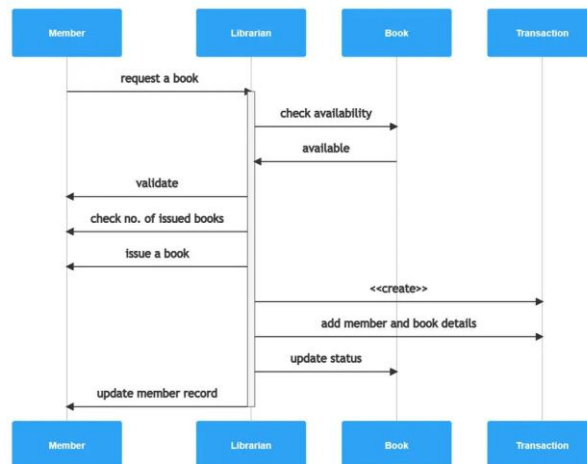 Member
Librarian
Book
Transaction
request a book
check availability
available
validate
check no. of issued books
issue a book
<<create>>
add member and book details
update status
update member record
Member
Librarian
Book
Transaction